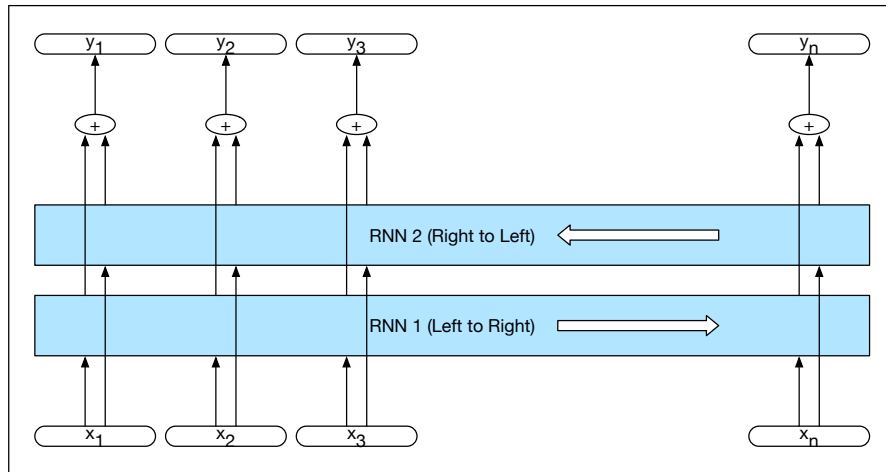 y1 y2 y3 yn
+ + + +
RNN 2 (Right to Left)
RNN 1 (Left to Right)
x1 x2 x3 xn